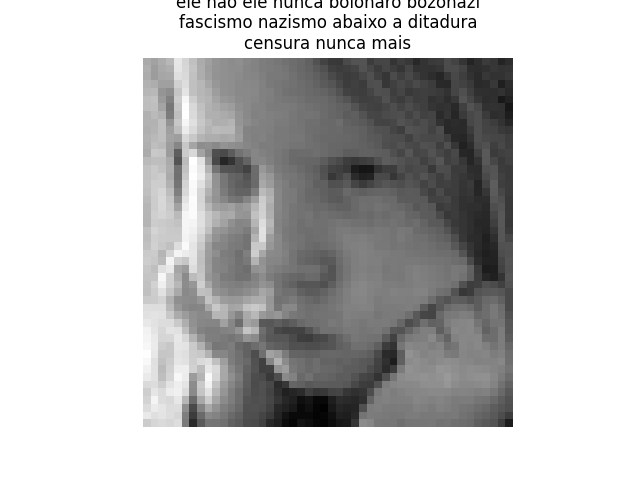 ele não ele nunca bolonaro bozonazi
fascismo nazismo abaixo a ditadura
censura nunca mais